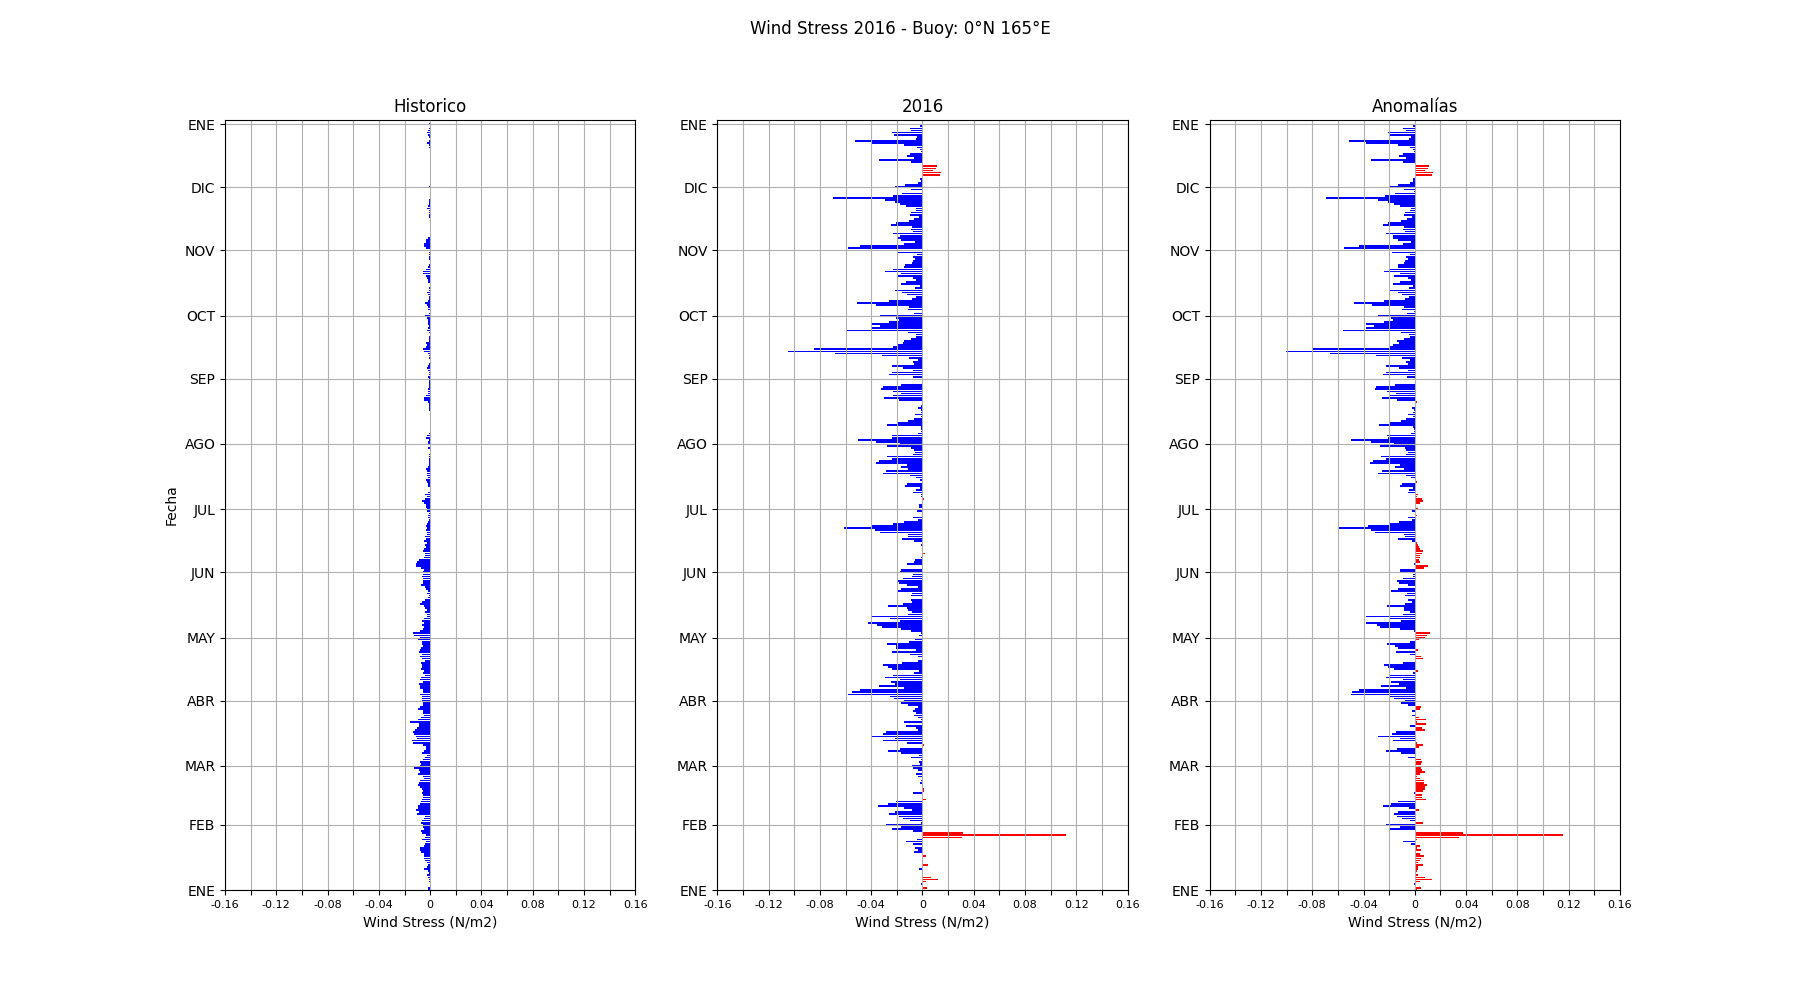 Wind Stress 2016 - Buoy: 0°N 165°E
Historico
2016
Anomalías
ENE
DIC
NOV
OCT
SEP
AGO
JUL
JUN
MAY
ABR
MAR
FEB
ENE
Fecha
-0.16 -0.12 -0.08 -0.04 0 0.04 0.08 0.12 0.16
Wind Stress (N/m2)
ENE
DIC
NOV
OCT
SEP
AGO
JUL
JUN
MAY
ABR
MAR
FEB
ENE
-0.16 -0.12 -0.08 -0.04 0 0.04 0.08 0.12 0.16
Wind Stress (N/m2)
ENE
DIC
NOV
OCT
SEP
AGO
JUL
JUN
MAY
ABR
MAR
FEB
ENE
-0.16 -0.12 -0.08 -0.04 0 0.04 0.08 0.12 0.16
Wind Stress (N/m2)